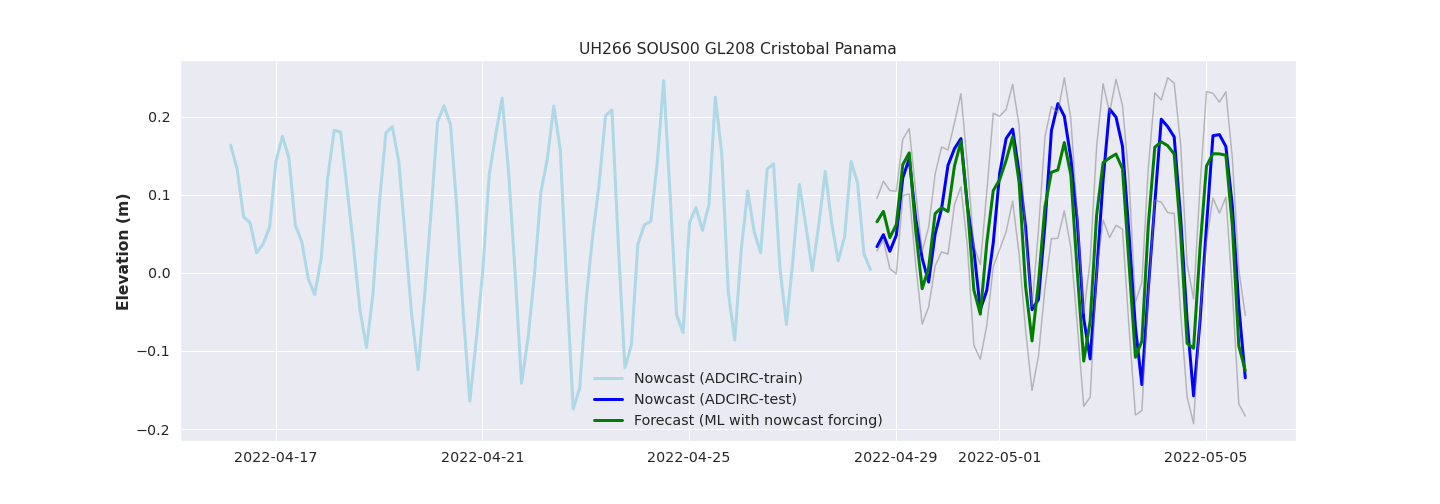 UH266 SOUS00 GL208 Cristobal Panama
Elevation (m)
0.2
0.1
0.0
−0.1
−0.2
Nowcast (ADCIRC-train)
Nowcast (ADCIRC-test)
Forecast (ML with nowcast forcing)
2022-04-17 2022-04-21 2022-04-25 2022-04-29 2022-05-01 2022-05-05